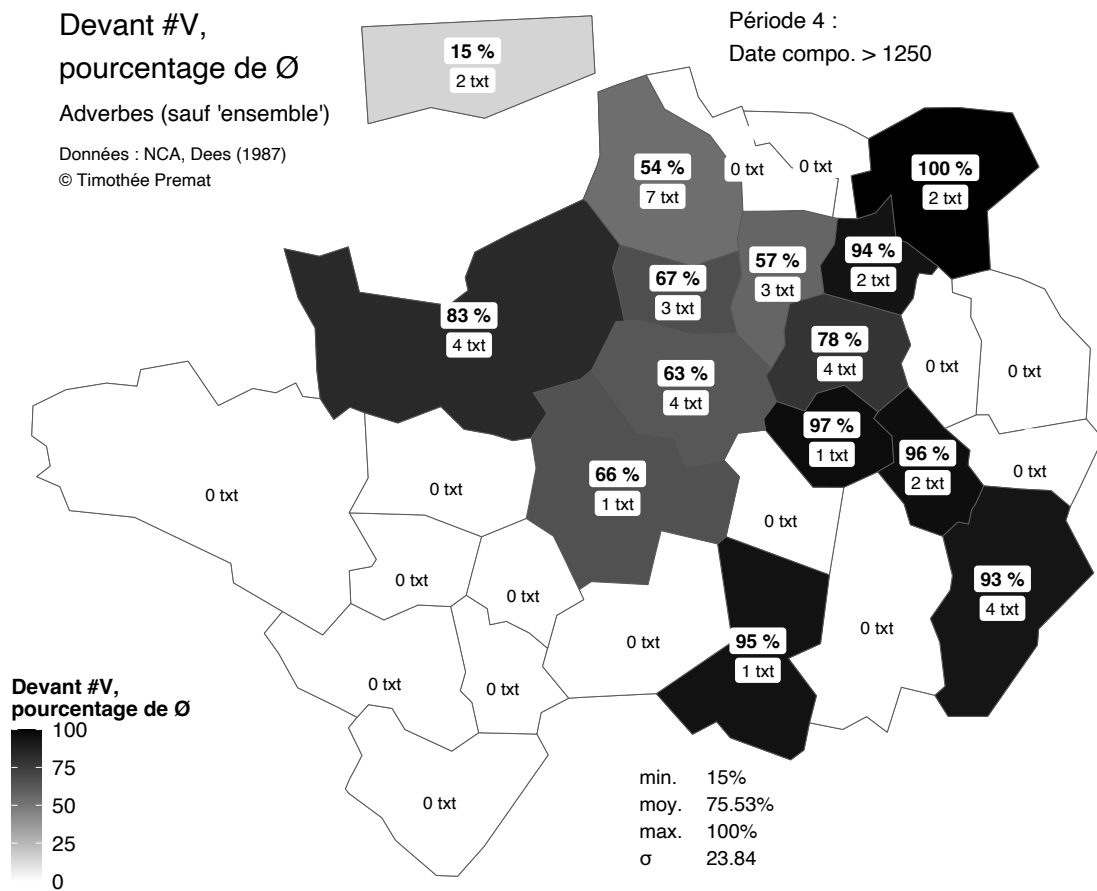 Devant #V,
pourcentage de Ø
Adverbes (sauf 'ensemble')
Données : NCA, Dees (1987)
© Timothée Premat
Période 4 :
Date compo. > 1250
15 %
2 txt
54 %
7 txt
0 txt
0 txt
100 %
2 txt
94 %
2 txt
57 %
3 txt
67 %
3 txt
83 %
4 txt
78 %
4 txt
0 txt
0 txt
63 %
4 txt
97 %
1 txt
96 %
2 txt
0 txt
66 %
1 txt
0 txt
0 txt
0 txt
0 txt
0 txt
93 %
4 txt
0 txt
95 %
1 txt
0 txt
0 txt
0 txt
0 txt
Devant #V,
pourcentage de Ø
100
75
50
25
0
min. 15%
moy. 75.53%
max. 100%
σ 23.84